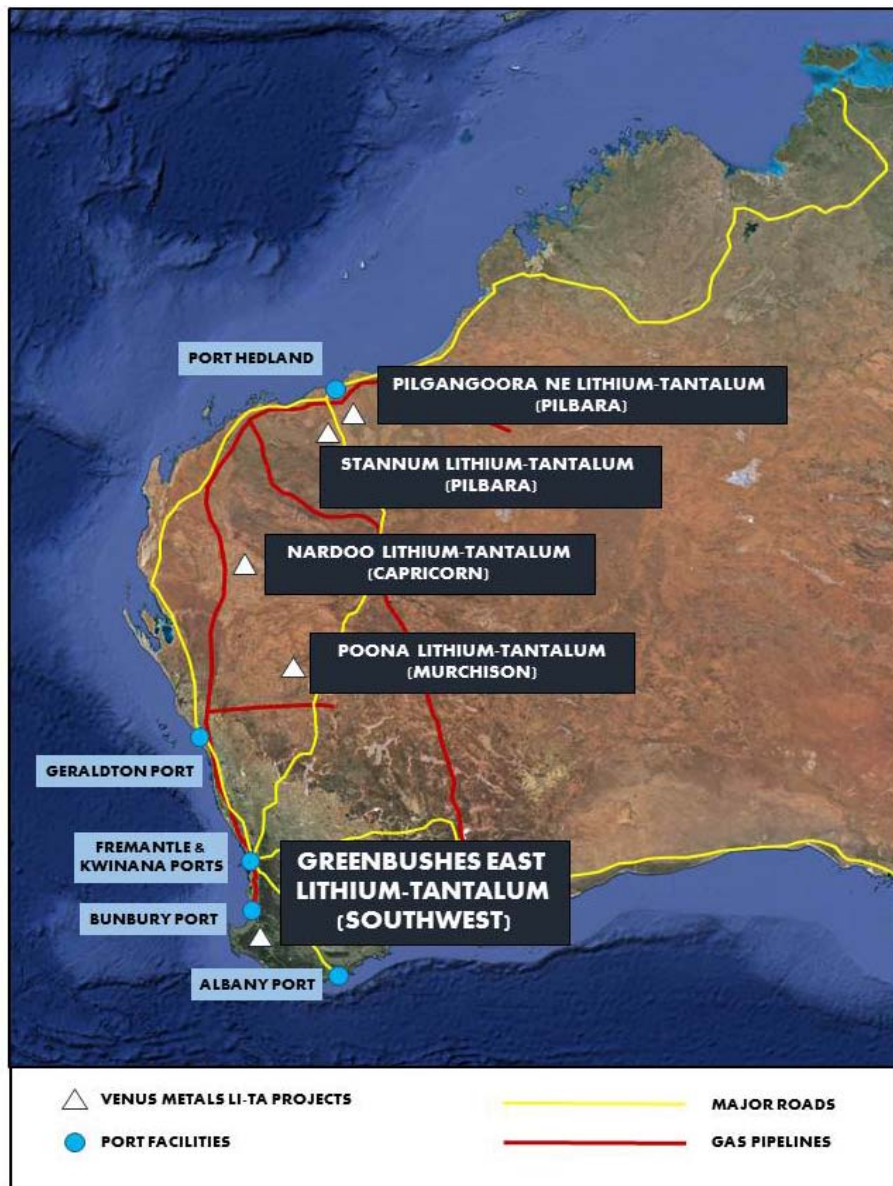 PORT HEDLAND
PILGANGOORA NE LITHIUM-TANTALUM
(PILBARA)
STANNUM LITHIUM-TANTALUM
(PILBARA)
NARDOO LITHIUM-TANTALUM
(CAPRICORN)
POONA LITHIUM-TANTALUM
(MURCHISON)
GERALDTON PORT
FREMANTLE &
KWINANA PORTS
GREENBUSHES EAST
LITHIUM-TANTALUM
(SOUTHWEST)
BUNBURY PORT
ALBANY PORT
VENUS METALS LI-TA PROJECTS
MAJOR ROADS
PORT FACILITIES
GAS PIPELINES